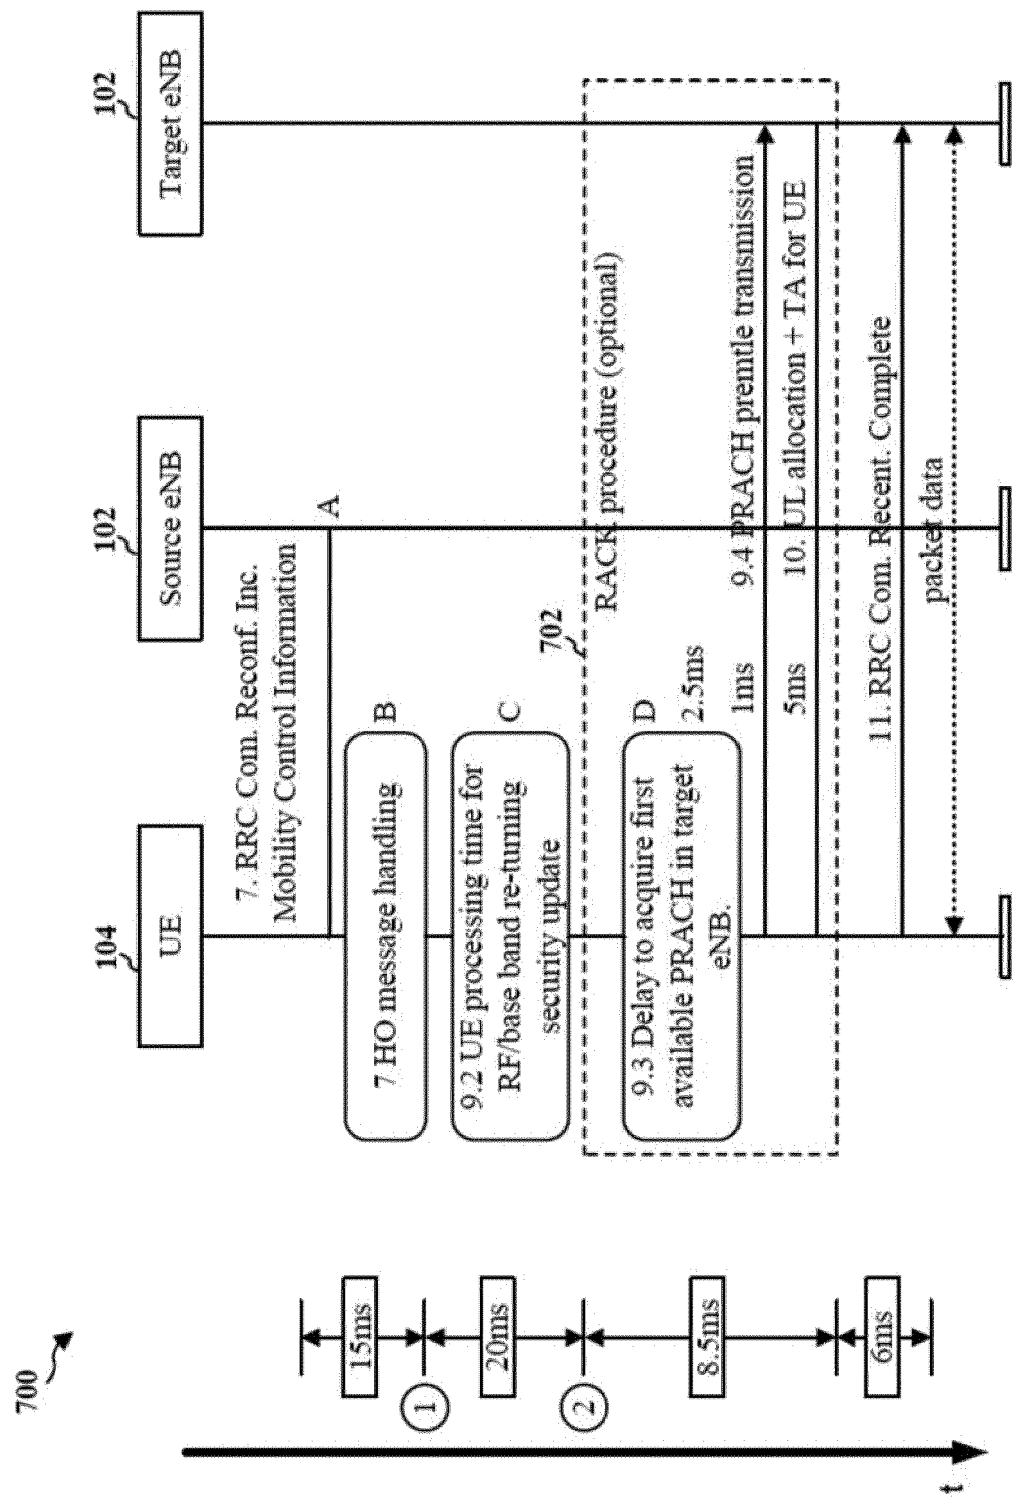 700
104
UE
102
Source eNB
102
Target eNB
7. RRC Com. Reconf. Inc.
Mobility Control Information
A
15ms
7 HO message handling
B
1
20ms
9.2 UE processing time for
RF/base band re-turning
security update
C
2
702
RACK procedure (optional)
8.5ms
9.3 Delay to acquire first
available PRACH in target
eNB.
D
2.5ms
1ms
9.4 PRACH premtle transmission
5ms
10. UL allocation + TA for UE
6ms
11. RRC Com. Recent. Complete
packet data
t